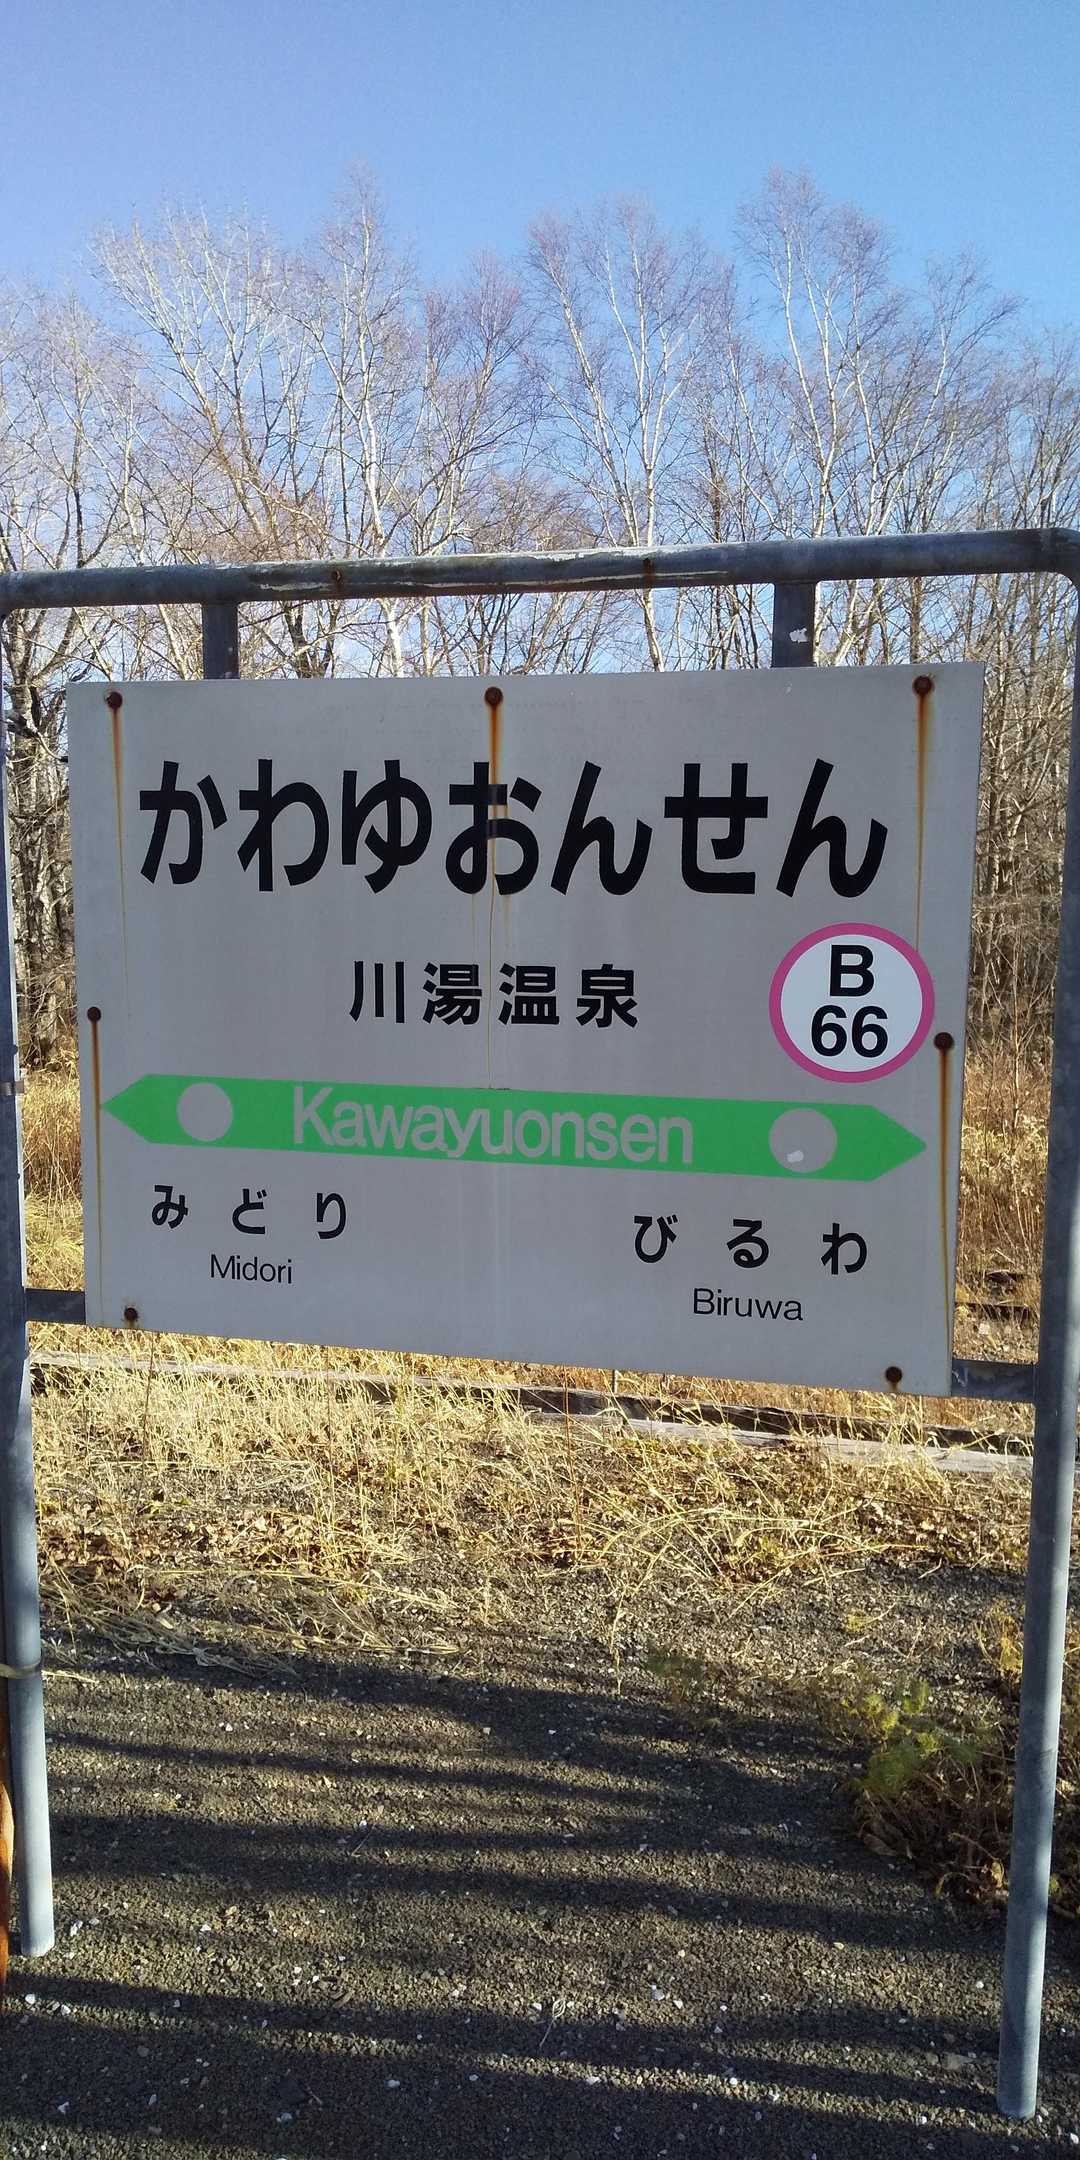 かわゆおんせん
川湯温泉
B
66
Kawayuonsen
みどり
Midori
びるわ
Biruwa